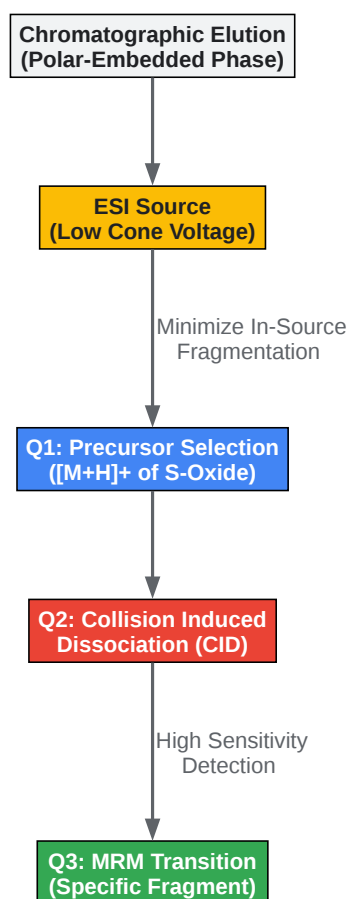 Chromatographic Elution
(Polar-Embedded Phase)
ESI Source
(Low Cone Voltage)
Minimize In-Source
Fragmentation
Q1: Precursor Selection
([M+H]+ of S-Oxide)
Q2: Collision Induced
Dissociation (CID)
High Sensitivity
Detection
Q3: MRM Transition
(Specific Fragment)